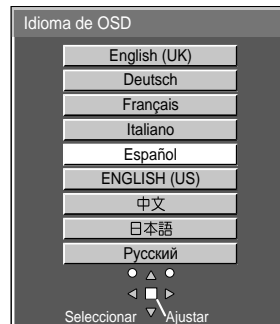 Idioma de OSD
English (UK)
Deutsch
Français
Italiano
Español
ENGLISH (US)
中文
日本語
Русский
Seleccionar
Ajustar